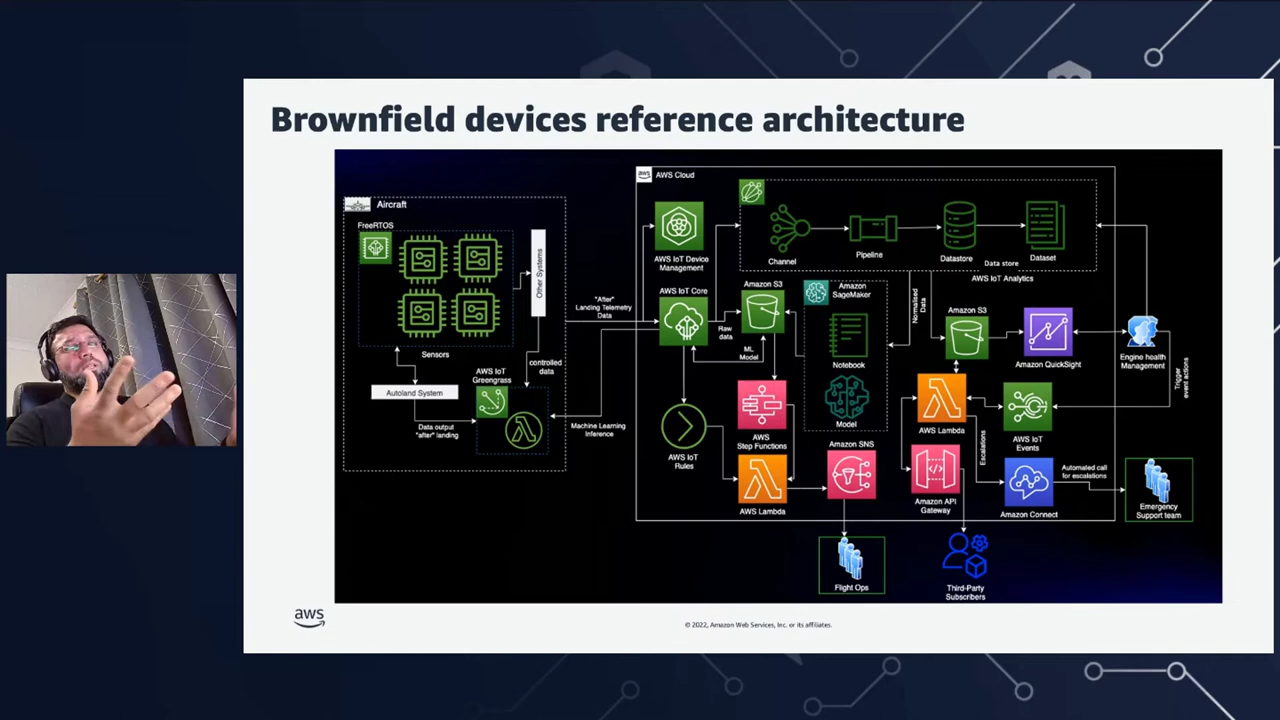 Brownfield devices reference architecture
Aircraft
FreeRTOS
Sensors
Other Systems
Autoland System
Data output
"after" landing
AWS IoT
Greengrass
controlled
data
"After"
Landing Telemetry
Data
Machine Learning
Inference
aws
AWS Cloud
AWS IoT Device
Management
AWS IoT Core
Raw
data
ML
Model
AWS IoT
Rules
Amazon S3
AWS
Step Functions
AWS Lambda
Channel
Pipeline
Datastore
Data store
Dataset
AWS IoT Analytics
Amazon
SageMaker
Notebook
Model
Normalised
Data
Amazon SNS
Flight Ops
Amazon S3
Amazon QuickSight
Engine health
Management
Trigger
event actions
AWS Lambda
AWS IoT
Events
Escalations
Amazon API
Gateway
Amazon Connect
Automated call
for escalations
Emergency
Support team
Third-Party
Subscribers
aws
© 2022, Amazon Web Services, Inc. or its affiliates.